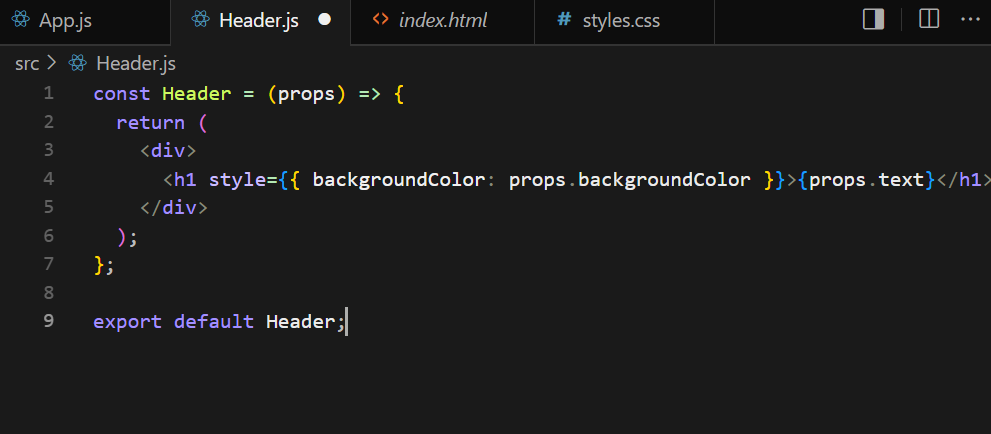 App.js Header.js index.html # styles.css
src > Header.js
1 const Header = (props) => {
2   return (
3     <div>
4       <h1 style={{ backgroundColor: props.backgroundColor }}>{props.text}</h1>
5     </div>
6   );
7 };
8
9 export default Header;